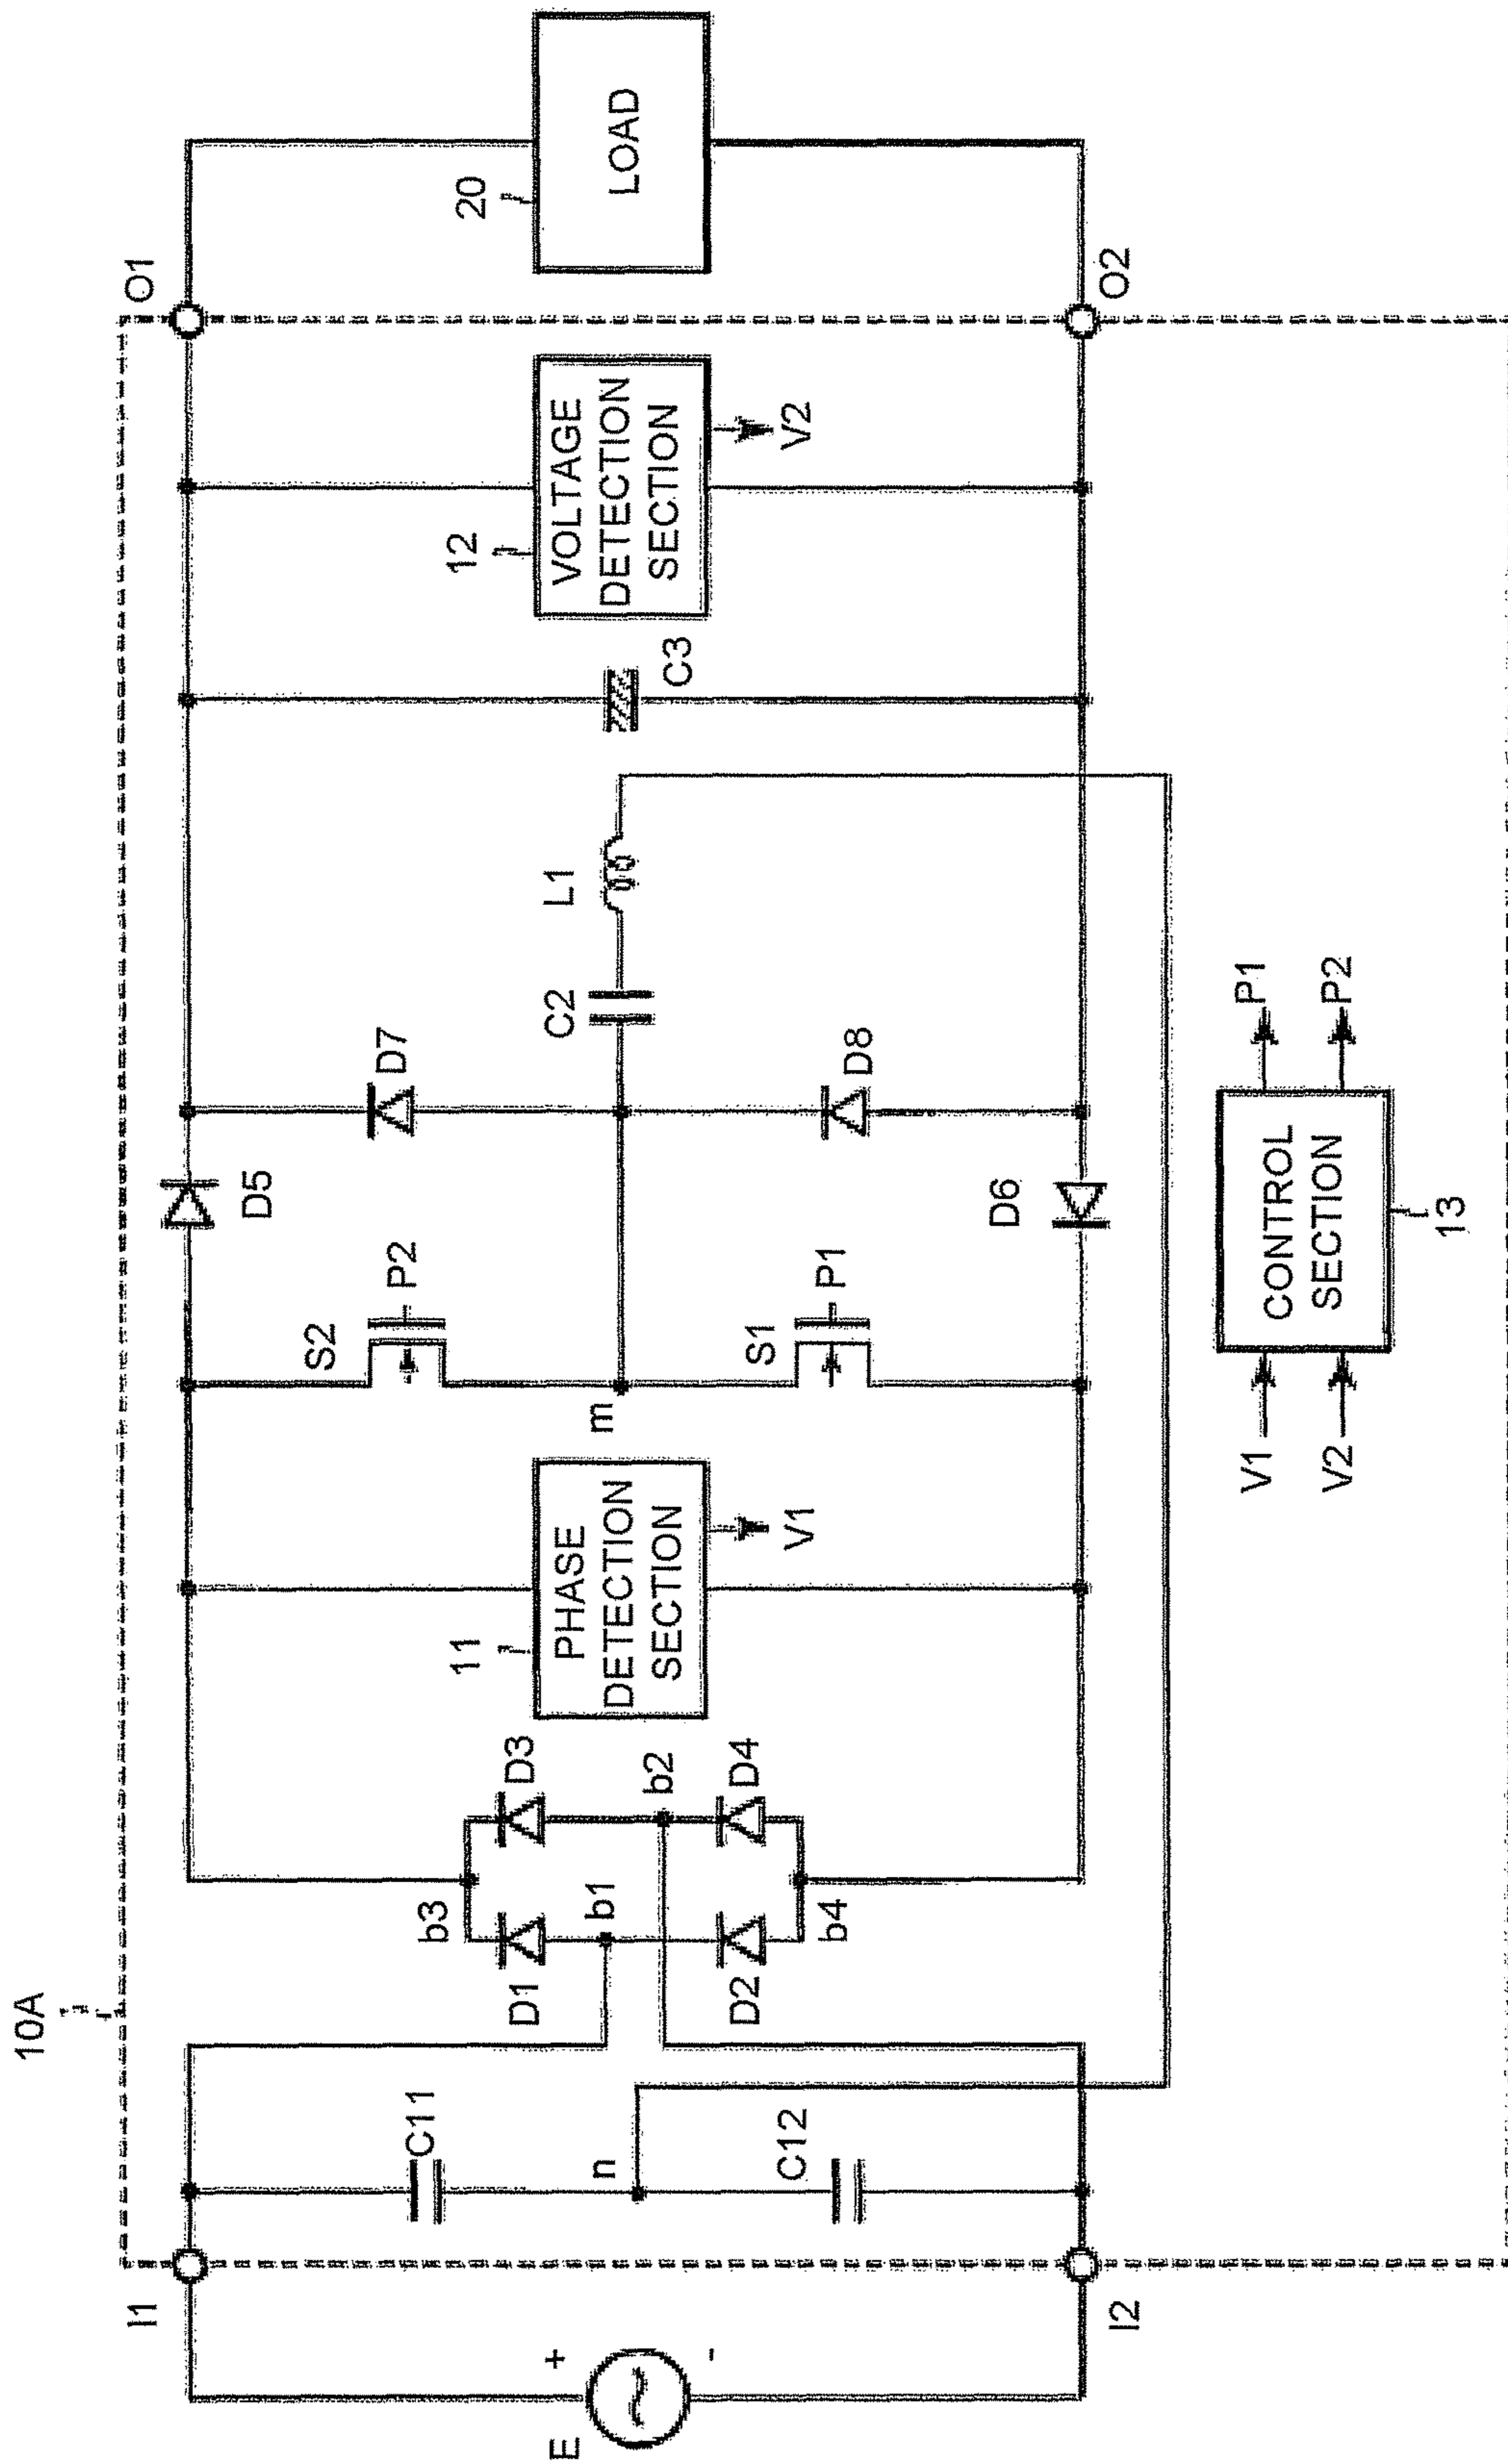 10A
I1
I2
E
+
-
C11
n
C12
b3
D1
D3
b1
b2
D2
D4
b4
11
PHASE
DETECTION
SECTION
V1
S2
P2
m
S1
P1
D5
D6
D7
D8
C2
L1
C3
12
VOLTAGE
DETECTION
SECTION
V2
O1
O2
20
LOAD
V1
V2
CONTROL
SECTION
13
P1
P2